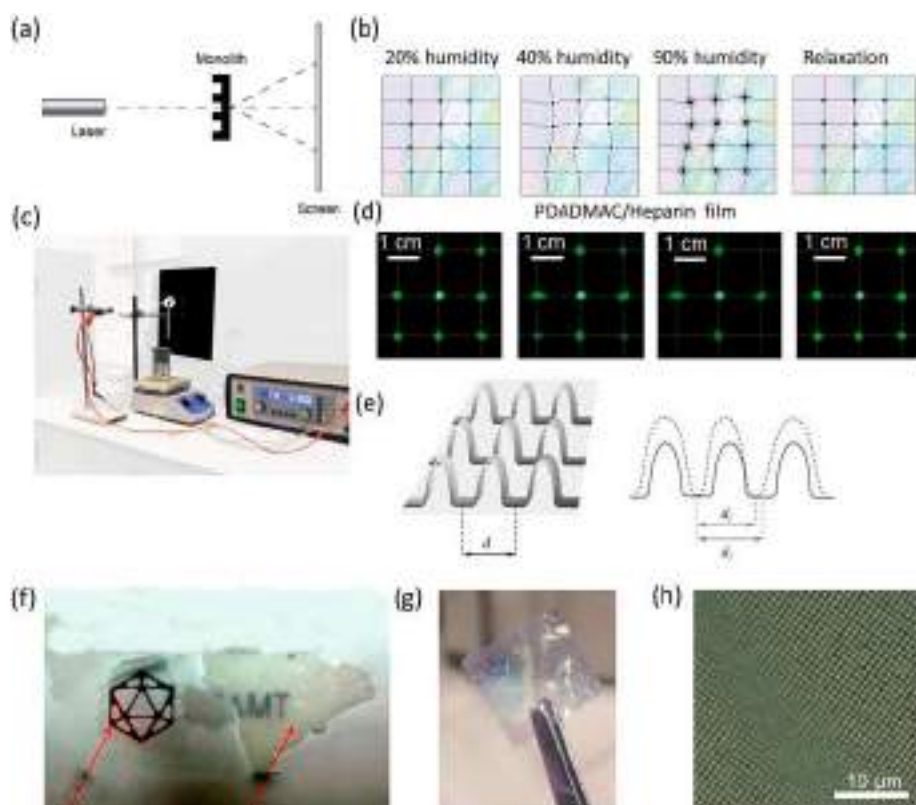 (a)
Monolith
Laser
Screen
(b)
20% humidity 40% humidity 90% humidity Relaxation
(c)
(d)
PDADMAC/Heparin film
1 cm 1 cm 1 cm 1 cm
(e)
d
(f)
AMT
(g)
(h)
10 µm